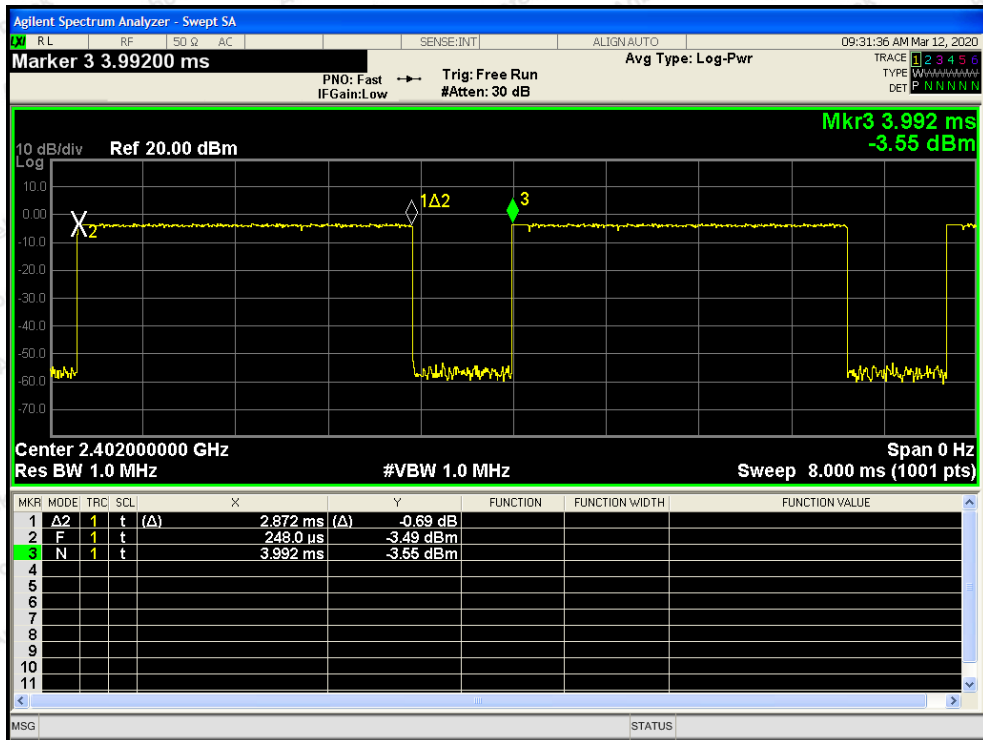 Agilent Spectrum Analyzer - Swept SA
LXI RL RF 50 Ω AC SENSE:INT ALIGNAUTO 09:31:36 AM Mar 12, 2020
Marker 3 3.99200 ms
PNO: Fast
IFGain:Low
Trig: Free Run
#Atten: 30 dB
Avg Type: Log-Pwr
TRACE 1 2 3 4 5 6
TYPE W
DET P N N N N N
Mkr3 3.992 ms
-3.55 dBm
10 dB/div Ref 20.00 dBm
Log
10.0
0.00
-10.0
-20.0
-30.0
-40.0
-50.0
-60.0
-70.0
X2
1Δ2
3
Center 2.402000000 GHz Span 0 Hz
Res BW 1.0 MHz #VBW 1.0 MHz Sweep 8.000 ms (1001 pts)
MKR MODE TRC SCL X Y FUNCTION FUNCTION WIDTH FUNCTION VALUE
1 Δ2 1 t (Δ) 2.872 ms (Δ) -0.69 dB
2 F 1 t 248.0 µs -3.49 dBm
3 N 1 t 3.992 ms -3.55 dBm
4
5
6
7
8
9
10
11
MSG STATUS